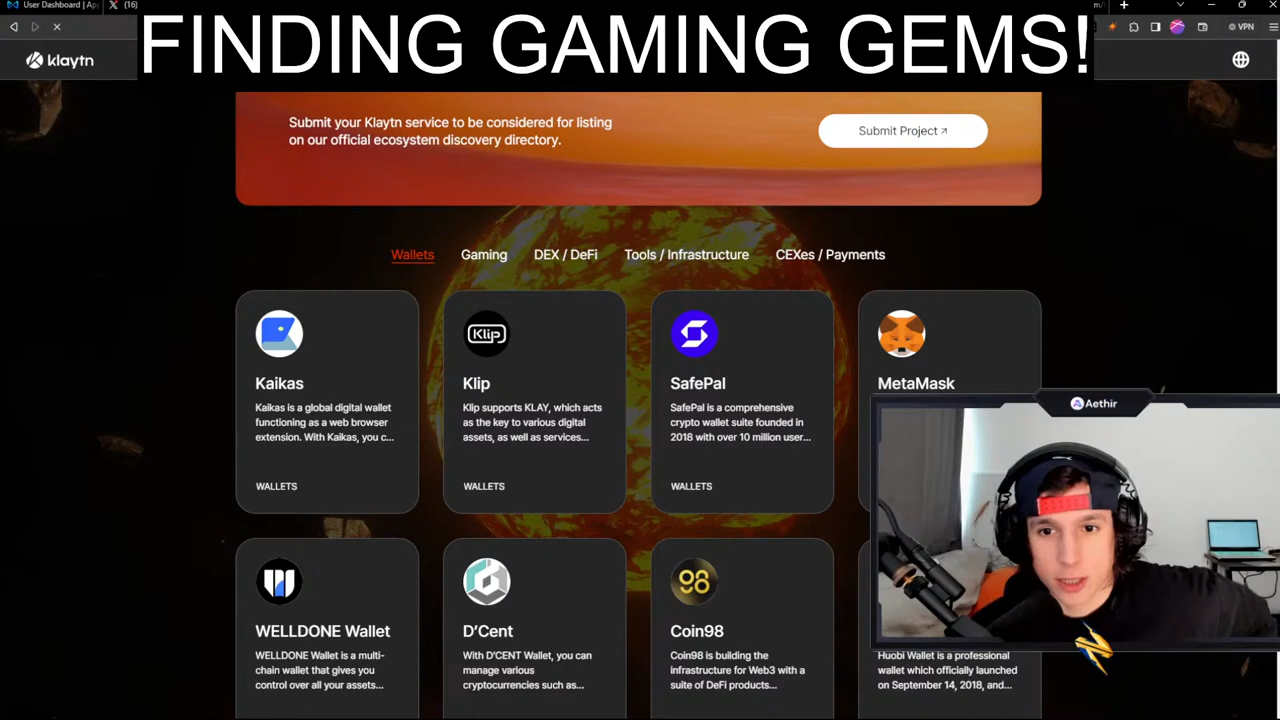 User Dashboard | Ap
(16)
m/
VPN
FINDING GAMING GEMS!
klaytn
Submit your Klaytn service to be considered for listing
on our official ecosystem discovery directory.
Submit Project ↗
Wallets
Gaming
DEX / DeFi
Tools / Infrastructure
CEXes / Payments
Kaikas
Kaikas is a global digital wallet
functioning as a web browser
extension. With Kaikas, you c...
WALLETS
Klip
Klip
Klip supports KLAY, which acts
as the key to various digital
assets, as well as services...
WALLETS
SafePal
SafePal is a comprehensive
crypto wallet suite founded in
2018 with over 10 million user...
WALLETS
MetaMask
Aethir
WELLDONE Wallet
WELLDONE Wallet is a multi-
chain wallet that gives you
control over all your assets...
D'Cent
With D'CENT Wallet, you can
manage various
cryptocurrencies such as...
98
Coin98
Coin98 is building the
infrastructure for Web3 with a
suite of DeFi products...
Huobi Wallet is a professional
wallet which officially launched
on September 14, 2018, and...